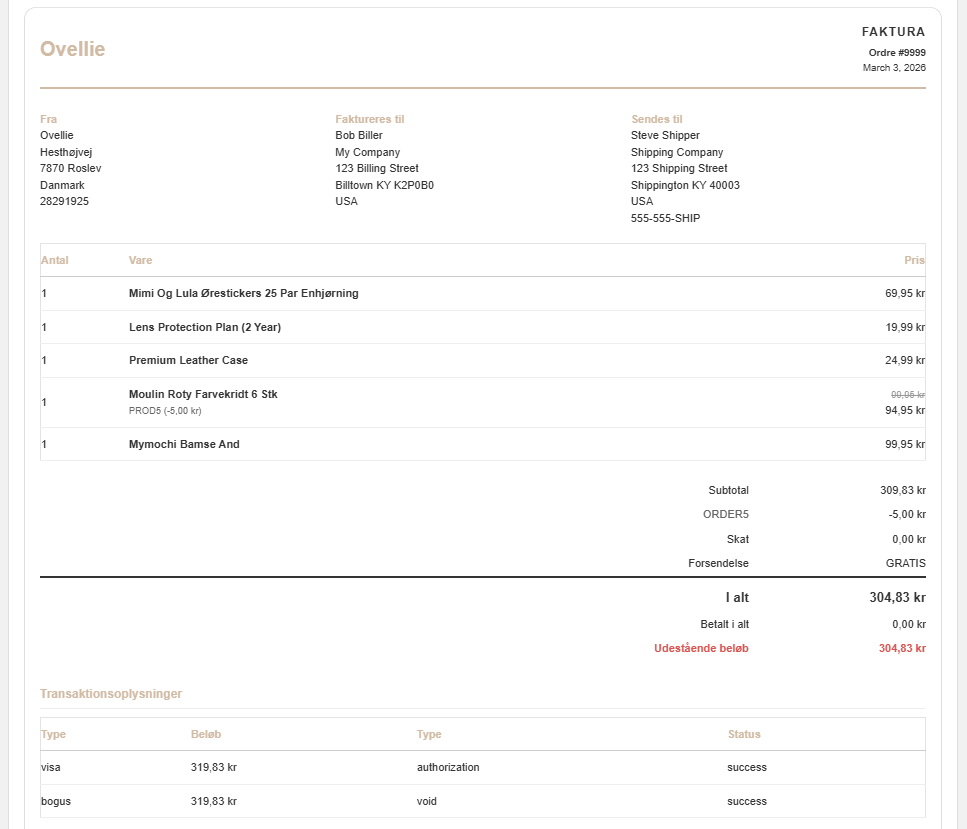 Ovellie
FAKTURA
Ordre #9999
March 3, 2026
Fra
Ovellie
Hesthøjvej
7870 Roslev
Danmark
28291925
Faktureres til
Bob Biller
My Company
123 Billing Street
Billtown KY K2P0B0
USA
Sendes til
Steve Shipper
Shipping Company
123 Shipping Street
Shippington KY 40003
USA
555-555-SHIP
Antal Vare Pris
1 Mimi Og Lula Ørestickers 25 Par Enhjørning 69,95 kr
1 Lens Protection Plan (2 Year) 19,99 kr
1 Premium Leather Case 24,99 kr
1 Moulin Roty Farvekridt 6 Stk 99,95 kr
PROD5 (-5,00 kr) 94,95 kr
1 Mymochi Bamse And 99,95 kr
Subtotal 309,83 kr
ORDER5 -5,00 kr
Skat 0,00 kr
Forsendelse GRATIS
I alt 304,83 kr
Betalt i alt 0,00 kr
Udestående beløb 304,83 kr
Transaktionsoplysninger
Type Beløb Type Status
visa 319,83 kr authorization success
bogus 319,83 kr void success